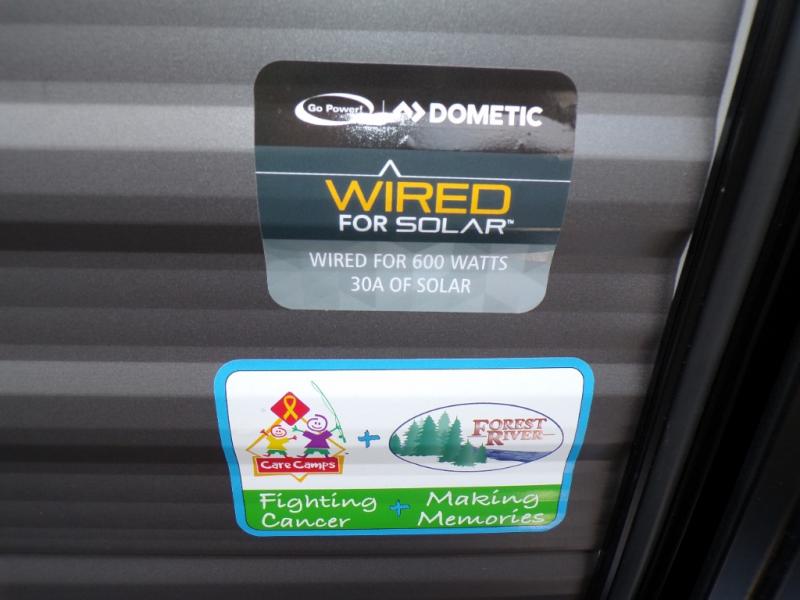 Go Power! | DOMETIC
WIRED
FOR SOLAR™
WIRED FOR 600 WATTS
30A OF SOLAR
Care Camps + FOREST RIVER
Fighting Cancer + Making Memories